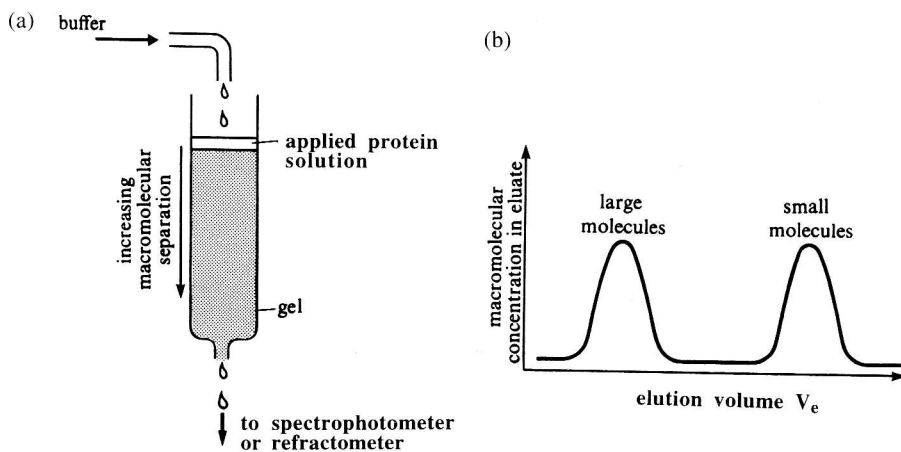 (a)
buffer
applied protein
solution
increasing
macromolecular
separation
gel
to spectrophotometer
or refractometer
(b)
macromolecular
concentration in eluate
large
molecules
small
molecules
elution volume Vₑ